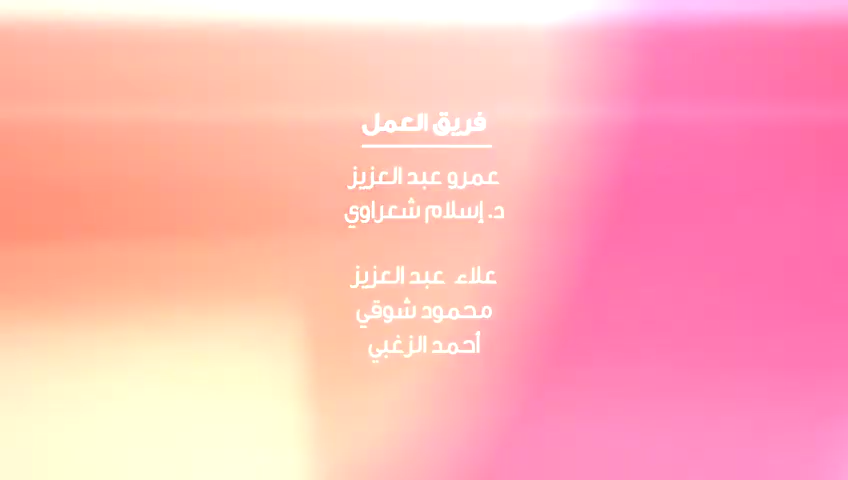 فريق العمل
عمرو عبد العزيز
د. إسلام شعراوي
علاء عبد العزيز
محمود شوقي
أحمد الزغبي